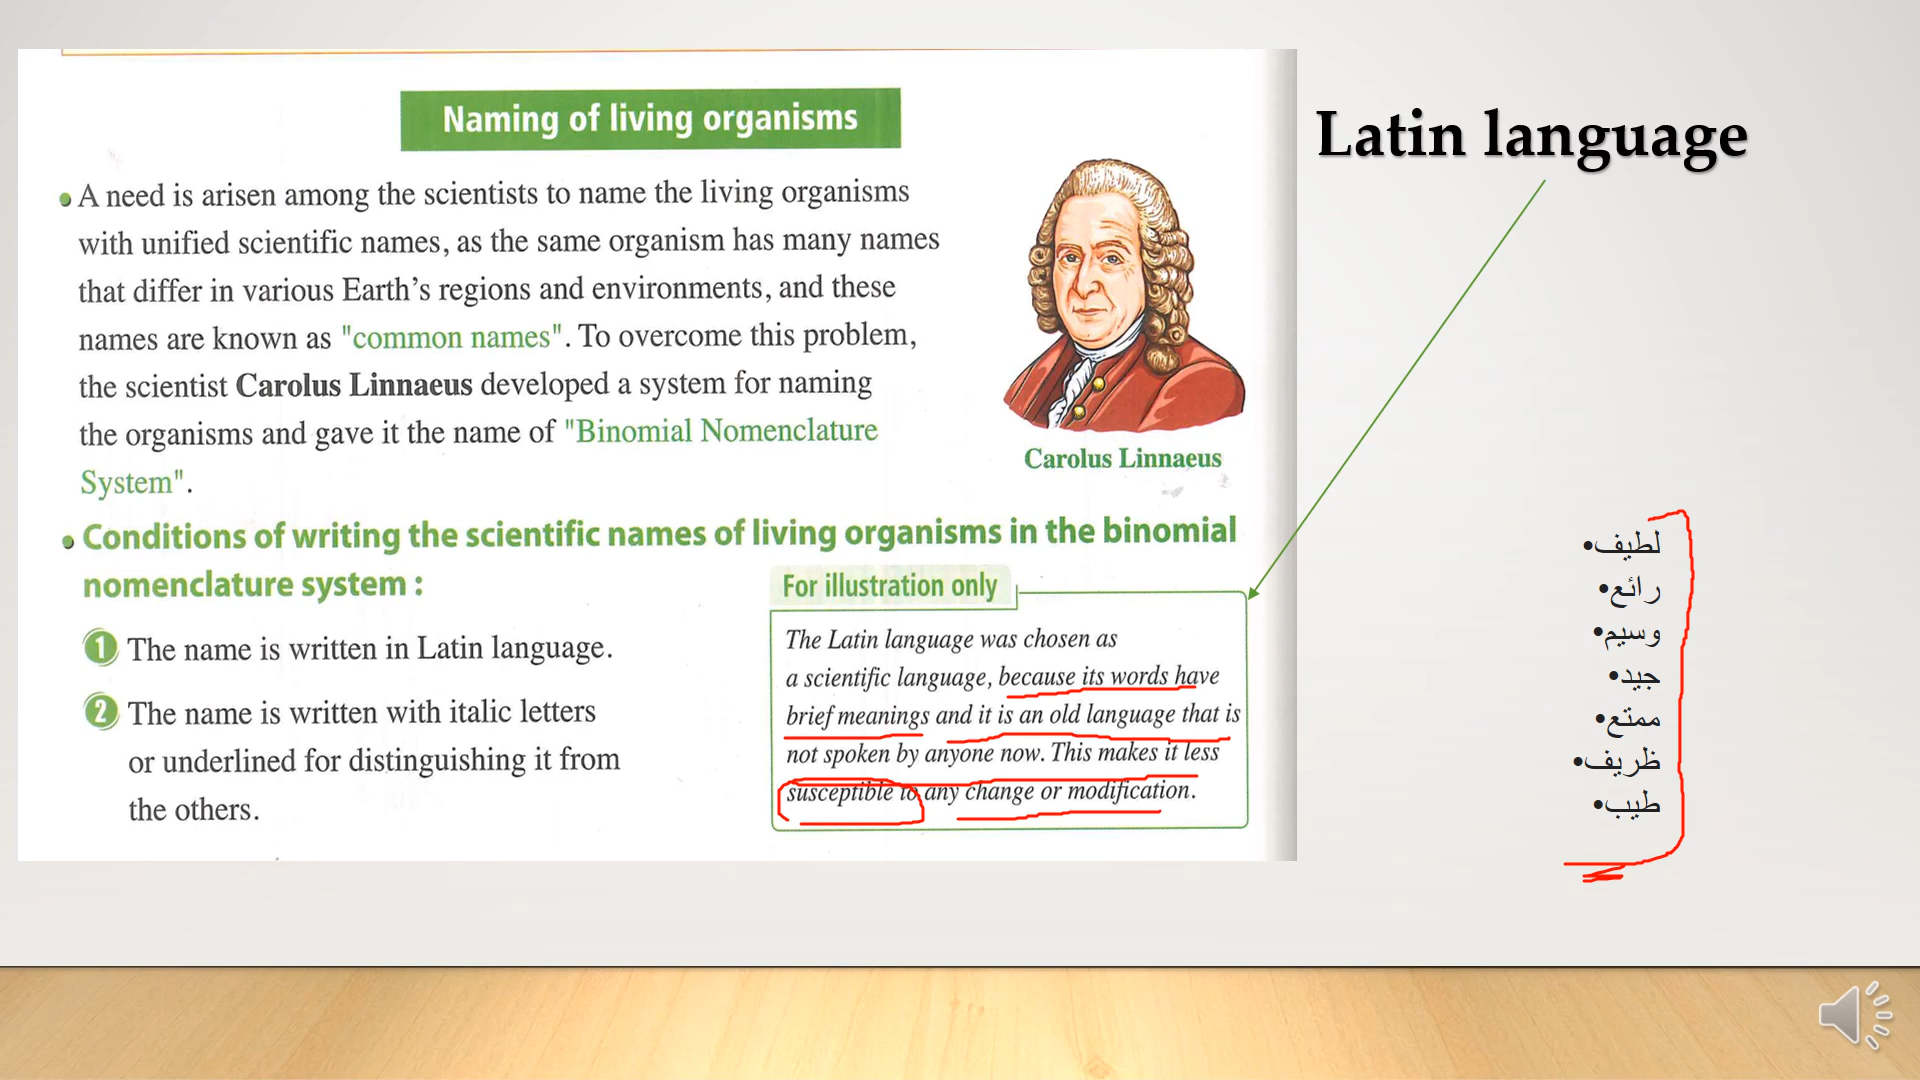 Naming of living organisms
Latin language
• A need is arisen among the scientists to name the living organisms
with unified scientific names, as the same organism has many names
that differ in various Earth's regions and environments, and these
names are known as "common names". To overcome this problem,
the scientist Carolus Linnaeus developed a system for naming
the organisms and gave it the name of "Binomial Nomenclature
System".
Carolus Linnaeus
• Conditions of writing the scientific names of living organisms in the binomial
nomenclature system :
1 The name is written in Latin language.
2 The name is written with italic letters
or underlined for distinguishing it from
the others.
For illustration only
The Latin language was chosen as
a scientific language, because its words have
brief meanings and it is an old language that is
not spoken by anyone now. This makes it less
susceptible to any change or modification.
•لطيف
•رائع
•وسيم
•جيد
•ممتع
•ظريف
•طيب